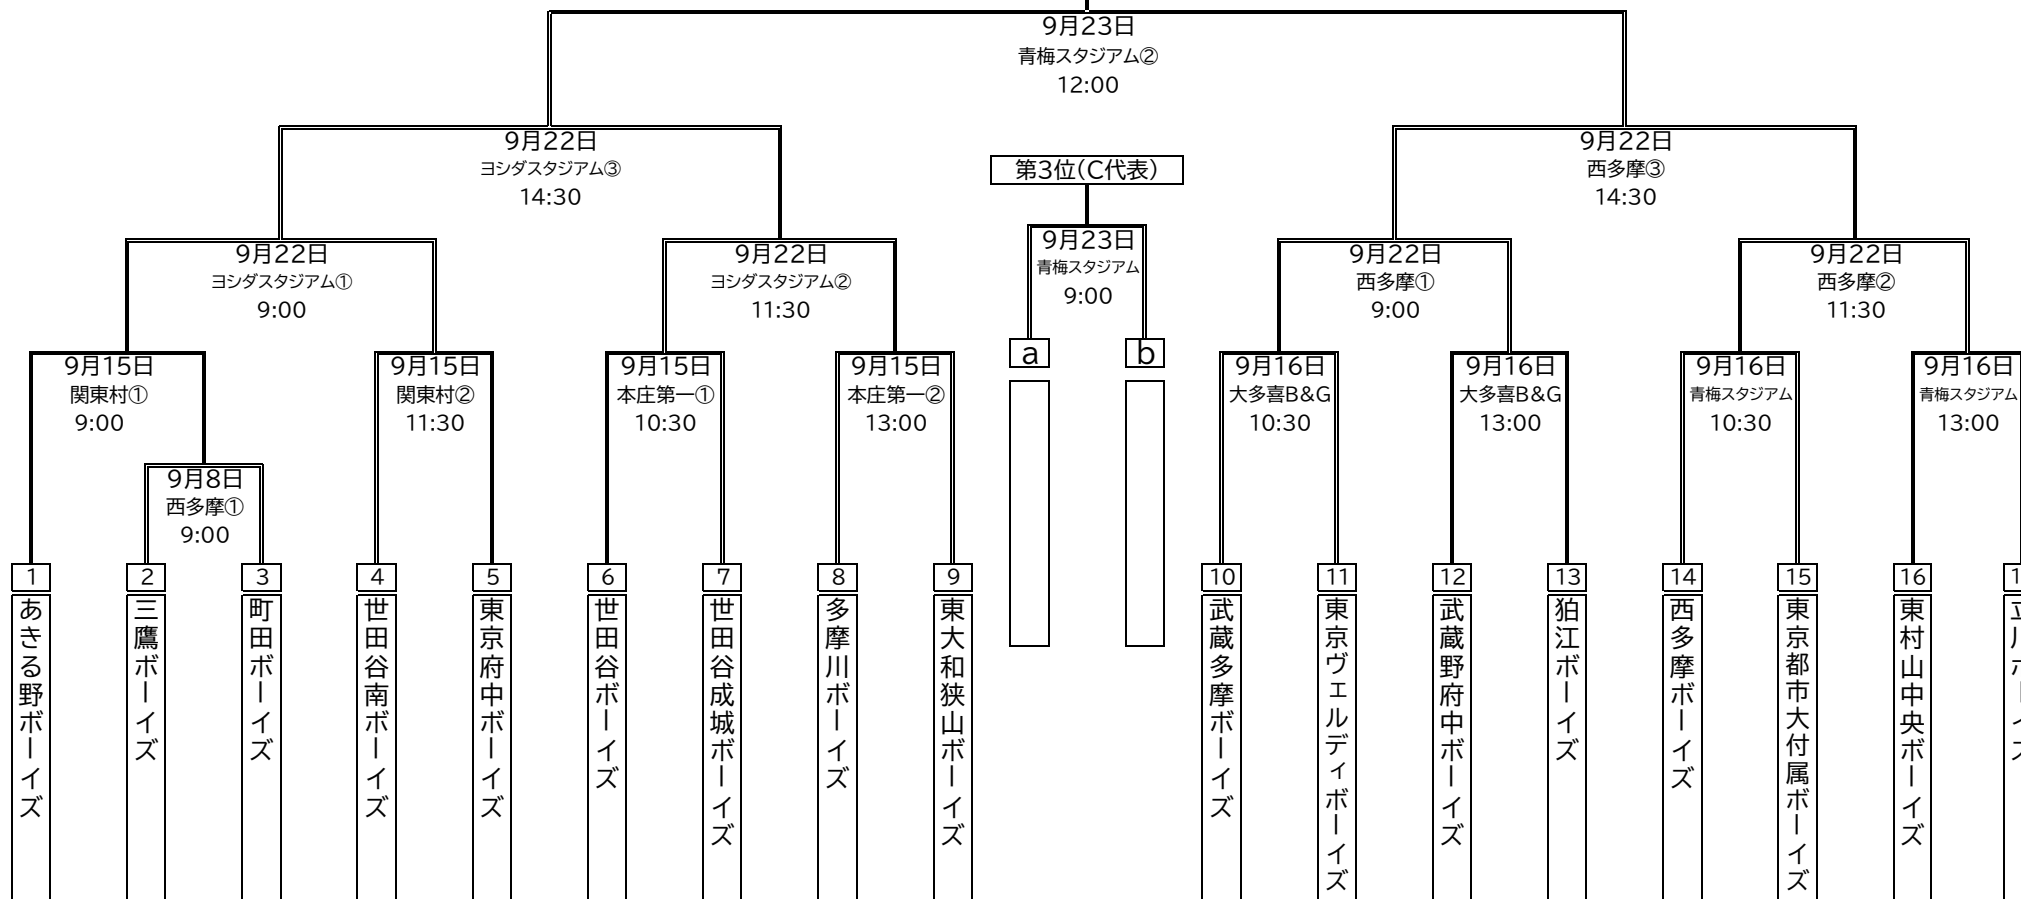 9月23日
青梅スタジアム②
12:00
9月22日
ヨシダスタジアム③
14:30
第3位(C代表)
9月22日
西多摩③
14:30
9月22日
ヨシダスタジアム①
9:00
9月22日
ヨシダスタジアム②
11:30
9月23日
青梅スタジアム
9:00
9月22日
西多摩①
9:00
9月22日
西多摩②
11:30
a
b
9月15日
関東村①
9:00
9月15日
関東村②
11:30
9月15日
本庄第一①
10:30
9月15日
本庄第一②
13:00
9月16日
大多喜B&G
10:30
9月16日
大多喜B&G
13:00
9月16日
青梅スタジアム
10:30
9月16日
青梅スタジアム
13:00
9月8日
西多摩①
9:00
1
あきる野ボーイズ
2
三鷹ボーイズ
3
町田ボーイズ
4
世田谷南ボーイズ
5
東京府中ボーイズ
6
世田谷ボーイズ
7
世田谷成城ボーイズ
8
多摩川ボーイズ
9
東大和狭山ボーイズ
10
武蔵多摩ボーイズ
11
東京ヴェルディボーイズ
12
武蔵野府中ボーイズ
13
狛江ボーイズ
14
西多摩ボーイズ
15
東京都市大付属ボーイズ
16
東村山中央ボーイズ